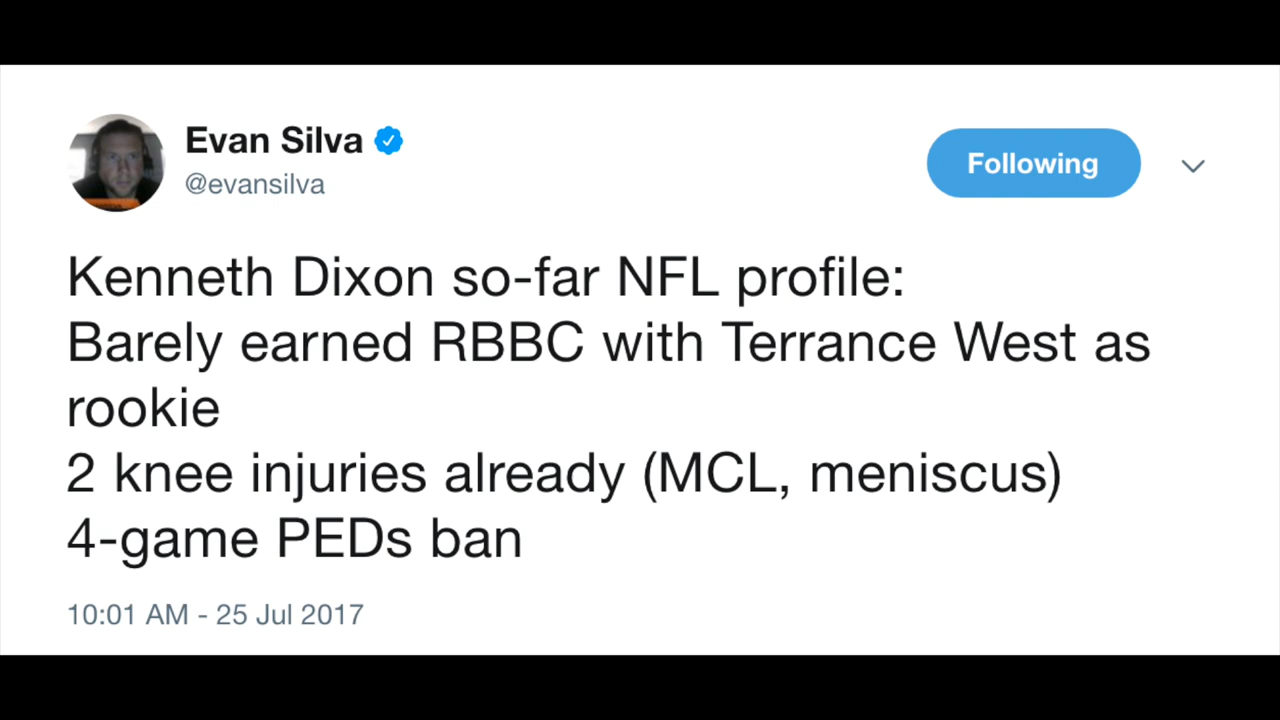 Evan Silva
@evansilva
Following
Kenneth Dixon so-far NFL profile:
Barely earned RBBC with Terrance West as
rookie
2 knee injuries already (MCL, meniscus)
4-game PEDs ban
10:01 AM - 25 Jul 2017